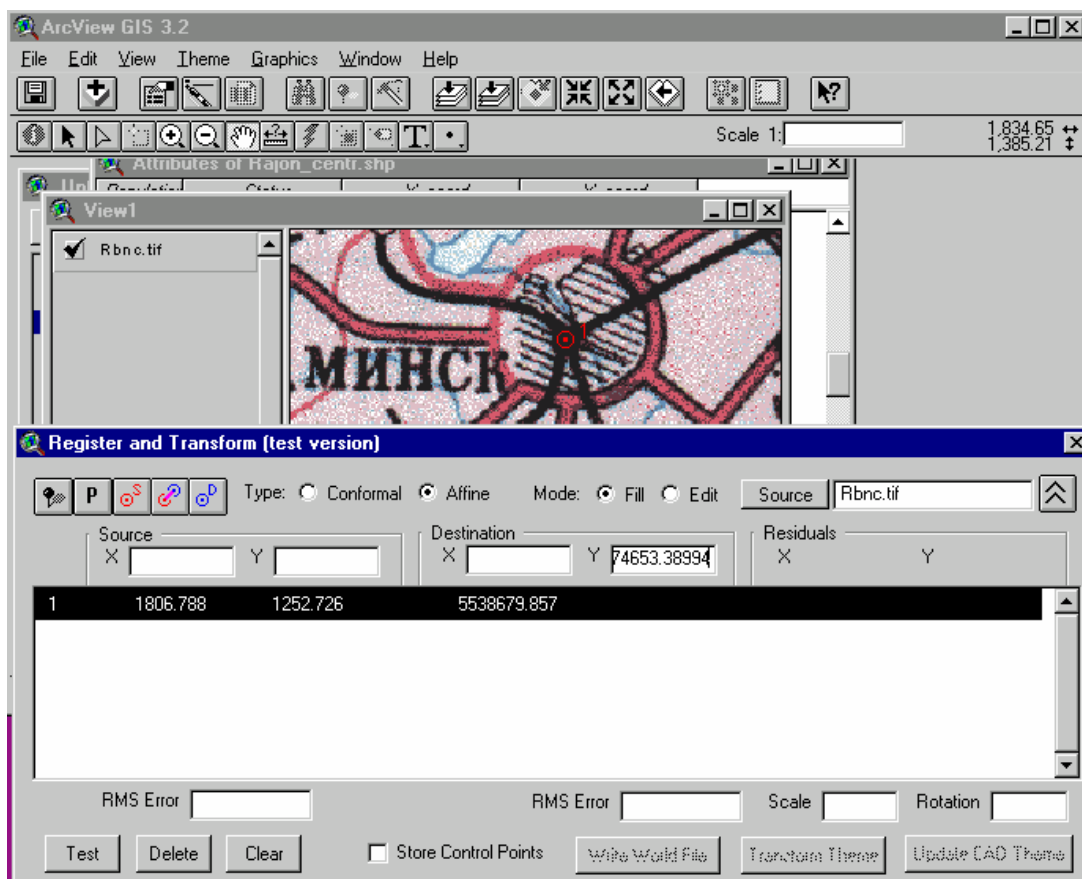 ArcView GIS 3.2
File Edit View Theme Graphics Window Help
Scale 1: 1,834.65
1,385.21
Attributes of Rajon_centr.shp
Status
View1
Rbnc.tif
1
МИНСК
Register and Transform (test version)
P S D Type: Conformal Affine Mode: Fill Edit Source Rbnc.tif
Source Destination Residuals
X Y X Y 74653.38994 X Y
1 1806.788 1252.726 5538679.857
RMS Error RMS Error Scale Rotation
Test Delete Clear Store Control Points Write World File Transform Theme Update CAD Theme